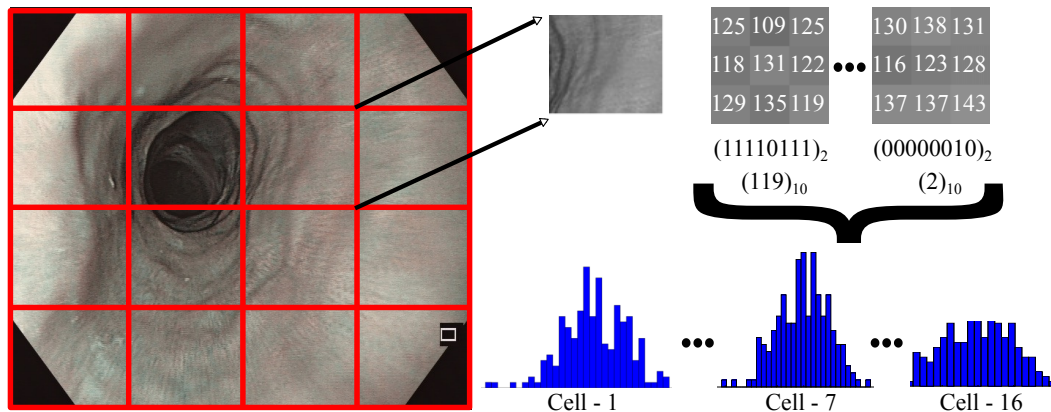 125 109 125
118 131 122
129 135 119
130 138 131
116 123 128
137 137 143
(11110111)₂
(00000010)₂
(119)₁₀
(2)₁₀
Cell - 1
Cell - 7
Cell - 16